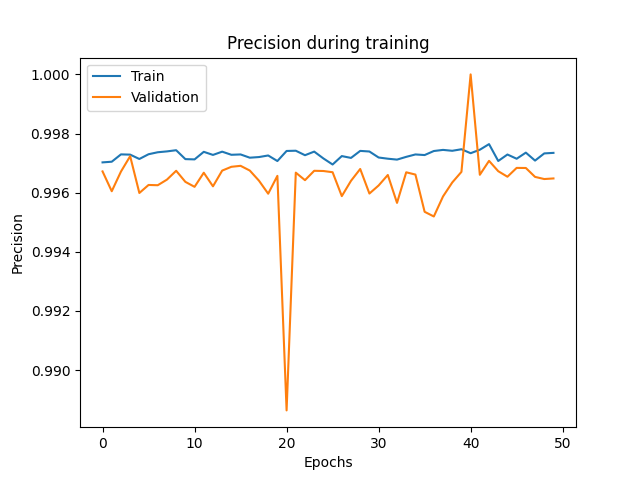 Precision during training
Train
Validation
1.000
0.998
0.996
0.994
0.992
0.990
Precision
0 10 20 30 40 50
Epochs